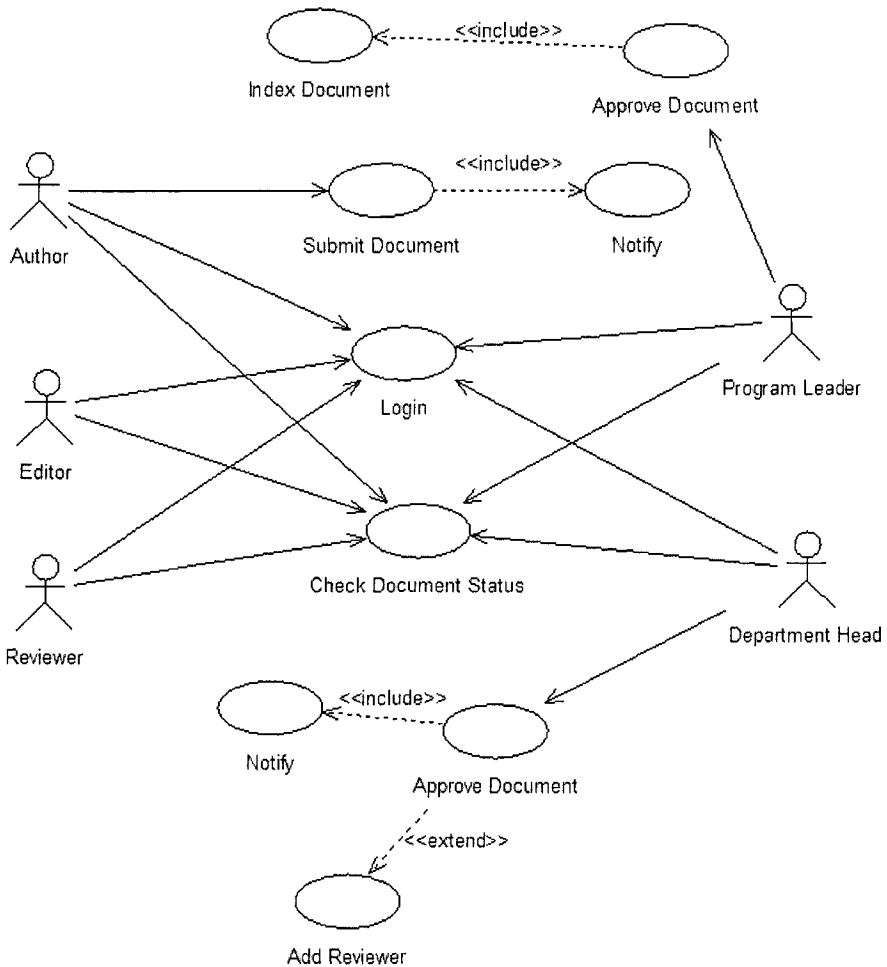 <<include>>
Index Document
Approve Document
<<include>>
Author
Submit Document
Notify
Login
Program Leader
Editor
Check Document Status
Reviewer
Department Head
<<include>>
Notify
Approve Document
<<extend>>
Add Reviewer